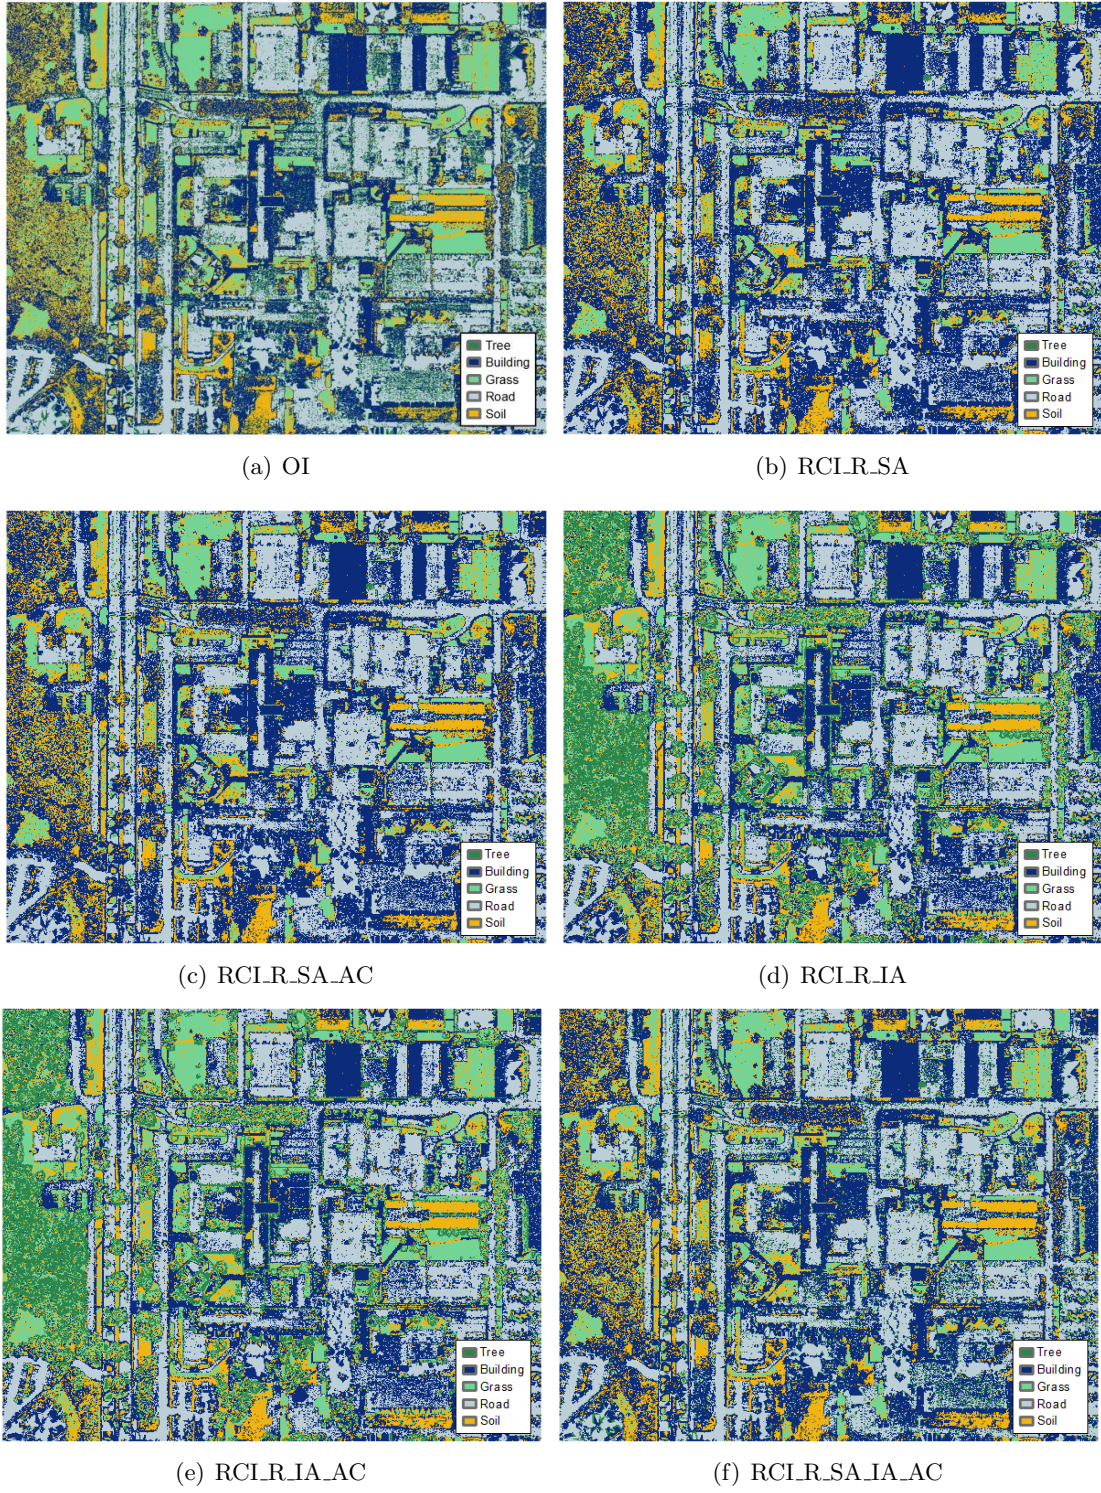 Tree
Building
Grass
Road
Soil
(a) OI
Tree
Building
Grass
Road
Soil
(b) RCI_R_SA
Tree
Building
Grass
Road
Soil
(c) RCI_R_SA_AC
Tree
Building
Grass
Road
Soil
(d) RCI_R_IA
Tree
Building
Grass
Road
Soil
(e) RCI_R_IA_AC
Tree
Building
Grass
Road
Soil
(f) RCI_R_SA_IA_AC